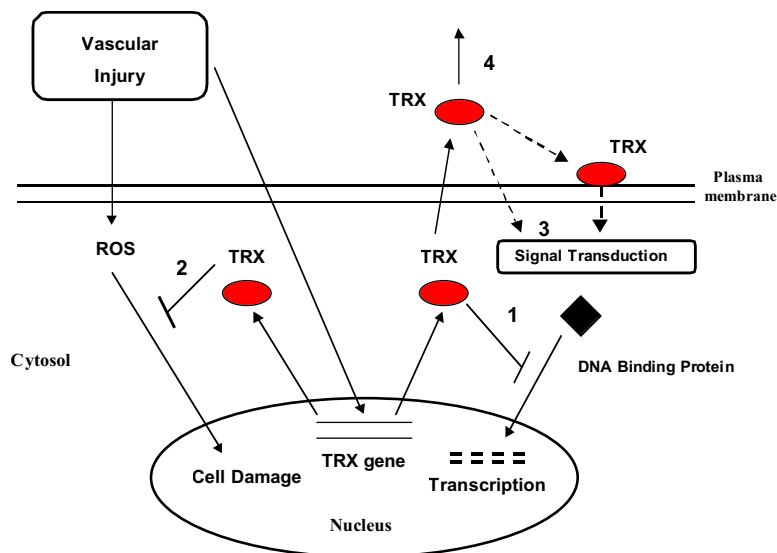 Vascular
Injury
4
TRX
TRX
Plasma
membrane
ROS
2
TRX
TRX
3
Signal Transduction
1
Cytosol
DNA Binding Protein
TRX gene
Cell Damage
Transcription
Nucleus